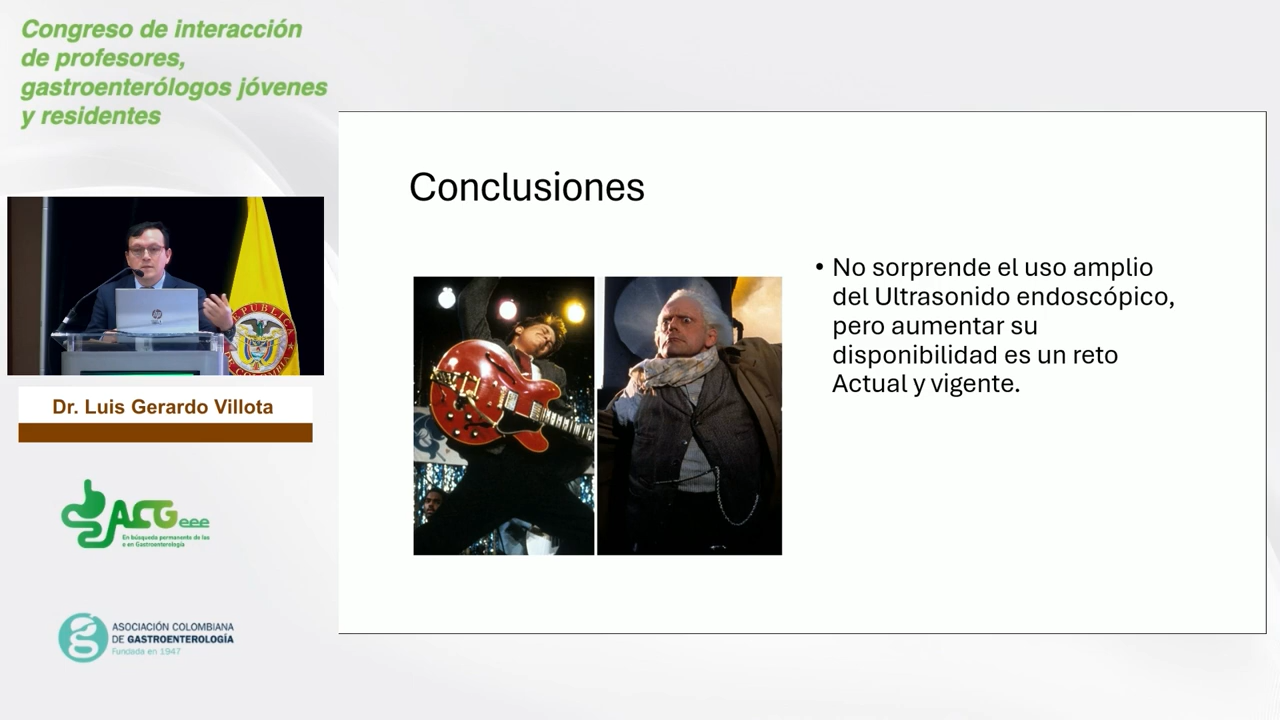 Congreso de interacción
de profesores,
gastroenterólogos jóvenes
y residentes
Conclusiones
• No sorprende el uso amplio
del Ultrasonido endoscópico,
pero aumentar su
disponibilidad es un reto
Actual y vigente.
hp
Dr. Luis Gerardo Villota
ACG eee
En búsqueda permanente de las
e en Gastroenterología
ASOCIACIÓN COLOMBIANA
DE GASTROENTEROLOGÍA
Fundada en 1947